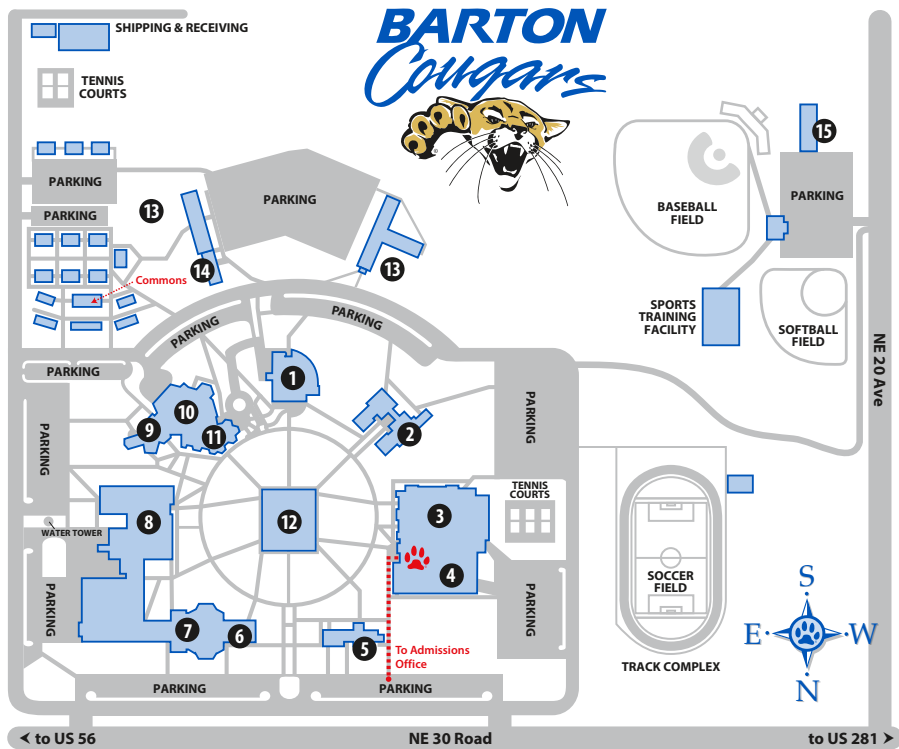 BARTON
Cougars
SHIPPING & RECEIVING
TENNIS
COURTS
15
PARKING
PARKING
PARKING
PARKING
BASEBALL
FIELD
13
14
13
Commons
SPORTS
TRAINING
FACILITY
SOFTBALL
FIELD
PARKING
PARKING
NE 20 Ave
PARKING
1
PARKING
10
9
11
2
PARKING
TENNIS
COURTS
8
12
3
WATER TOWER
4
SOCCER
FIELD
PARKING
PARKING
7
6
5
To Admissions
Office
TRACK COMPLEX
S
E
W
N
PARKING
PARKING
to US 56
NE 30 Road
to US 281